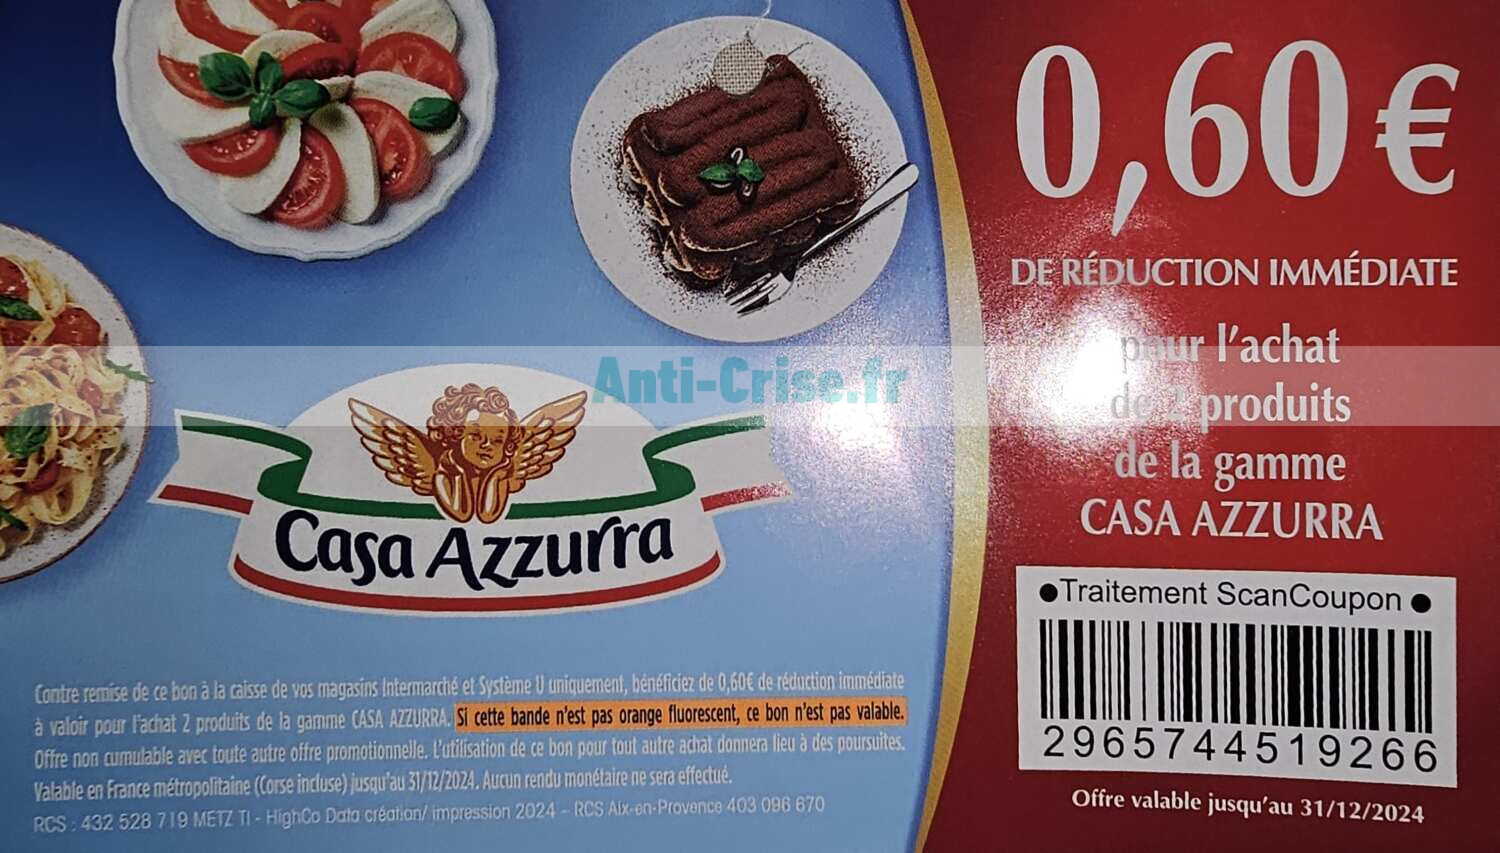 0,60€
DE RÉDUCTION IMMÉDIATE
pour l'achat
de 2 produits
de la gamme
CASA AZZURRA
Anti-Crise.fr
Casa Azzurra
●Traitement ScanCoupon●
2965744519266
Offre valable jusqu'au 31/12/2024
Contre remise de ce bon à la caisse de vos magasins Intermarché et Système U uniquement, bénéficiez de 0,60€ de réduction immédiate
à valoir pour l'achat 2 produits de la gamme CASA AZZURRA. Si cette bande n'est pas orange fluorescent, ce bon n'est pas valable.
Offre non cumulable avec toute autre offre promotionnelle. L'utilisation de ce bon pour tout autre achat donnera lieu à des poursuites.
Valable en France métropolitaine (Corse incluse) jusqu'au 31/12/2024. Aucun rendu monétaire ne sera effectué.
RCS : 432 528 719 METZ TI - HighCo Data création/ impression 2024 - RCS Aix-en-Provence 403 096 670